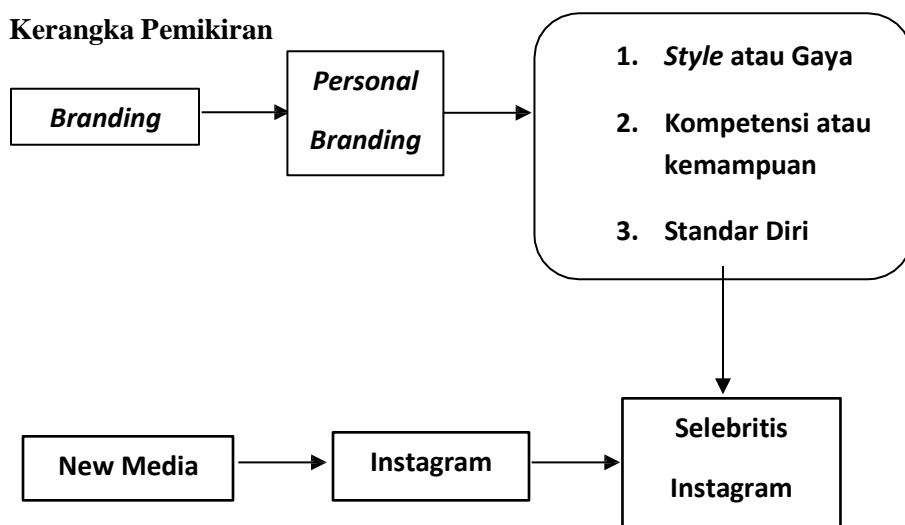 Kerangka Pemikiran
Branding
Personal
Branding
1. Style atau Gaya
2. Kompetensi atau
kemampuan
3. Standar Diri
New Media
Instagram
Selebritis
Instagram